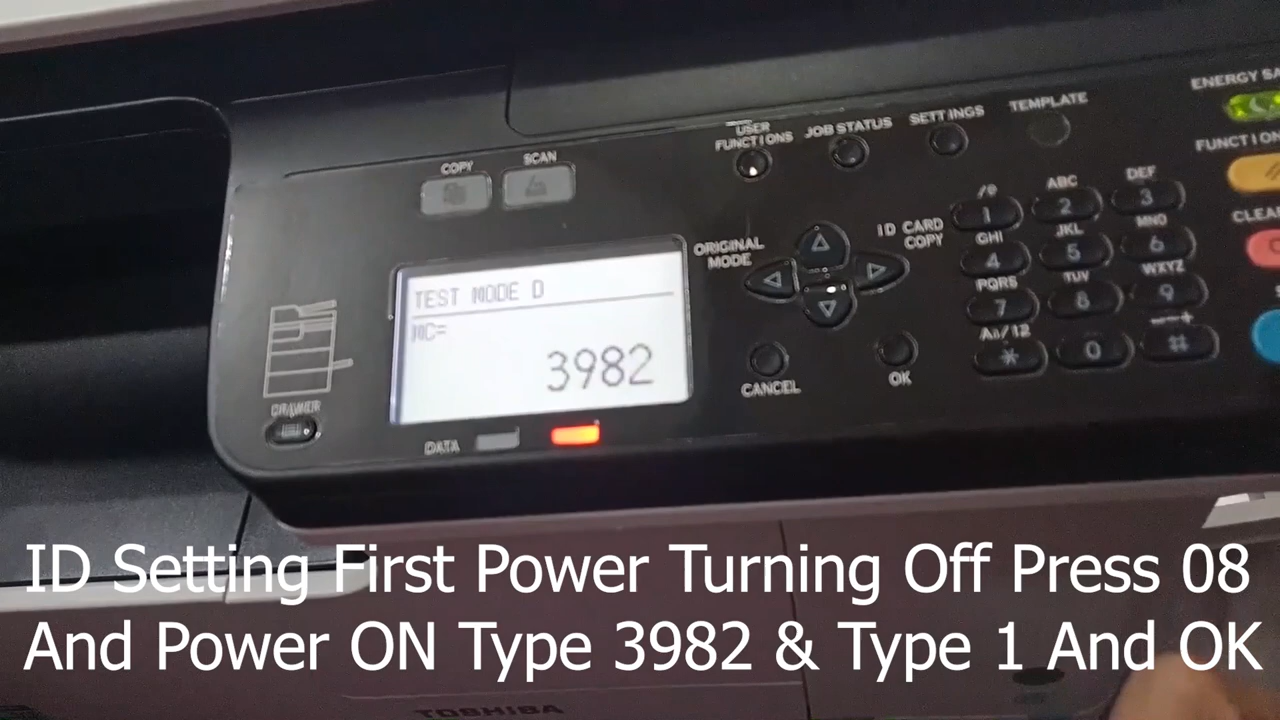 ENERGY SA
TEMPLATE
SETTINGS
JOB STATUS
USER
FUNCTIONS
FUNCTION
COPY
SCAN
/@
ABC
DEF
1
2
3
CLEA
ORIGINAL
MODE
ID CARD
COPY
GHI
JKL
MNO
4
5
6
PQRS
TUV
WXYZ
7
8
9
*
0
#
TEST MODE D
MC=
3982
CANCEL
OK
DRAWER
DATA
ID Setting First Power Turning Off Press 08
And Power ON Type 3982 & Type 1 And OK
TOSHIBA